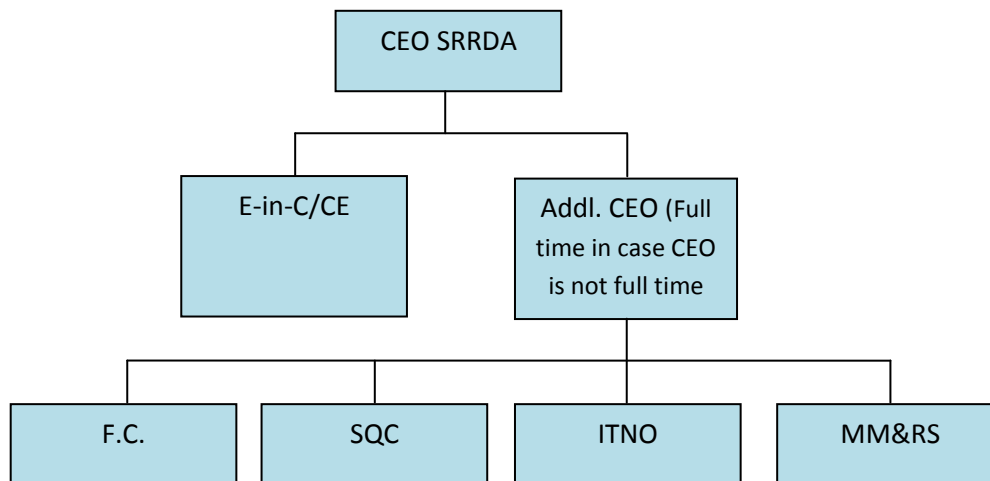 CEO SRRDA
E-in-C/CE
Addl. CEO (Full
time in case CEO
is not full time
F.C.
SQC
ITNO
MM&RS